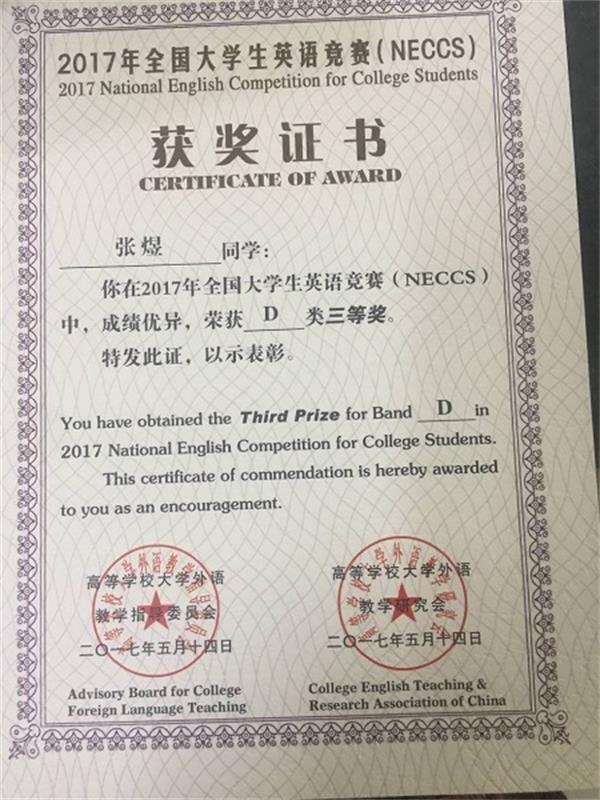 2017年全国大学生英语竞赛(NECCS)
2017 National English Competition for College Students
获奖证书
CERTIFICATE OF AWARD
张煜 同学:
你在2017年全国大学生英语竞赛(NECCS)
中，成绩优异，荣获 D 类三等奖。
特发此证，以示表彰。
You have obtained the Third Prize for Band D in
2017 National English Competition for College Students.
This certificate of commendation is hereby awarded
to you as an encouragement.
高等学校大学外语
教学指导委员会
二〇一七年五月十四日
Advisory Board for College
Foreign Language Teaching
高等学校大学外语
教学研究会
二〇一七年五月十四日
College English Teaching &
Research Association of China